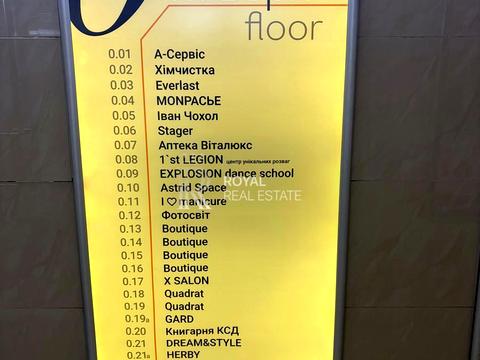 floor
0.01 А-Сервіс
0.02 Хімчистка
0.03 Everlast
0.04 МОNPАСЬЕ
0.05 Іван Чохол
0.06 Stager
0.07 Аптека Віталюкс
0.08 1`st LEGION центр унікальних розваг
0.09 EXPLOSION dance school
0.10 Astrid Space
0.11 I ♡ manicure
0.12 Фотосвіт
0.13 Boutique
0.14 Boutique
0.15 Boutique
0.16 Boutique
0.17 X SALON
0.18 Quadrat
0.19 Quadrat
0.19a GARD
0.20 Книгарня КСД
0.21 DREAM&STYLE
0.21a HERBY
ROYAL
REAL ESTATE